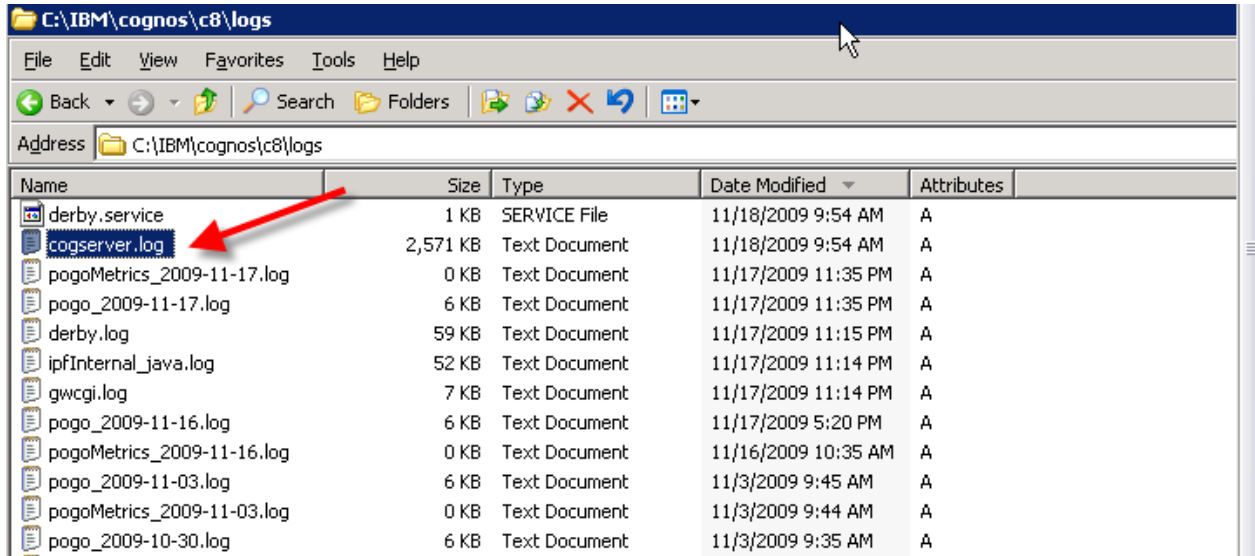 C:\IBM\cognos\c8\logs
File Edit View Favorites Tools Help
Back Search Folders
Address C:\IBM\cognos\c8\logs
Name Size Type Date Modified Attributes
derby.service 1 KB SERVICE File 11/18/2009 9:54 AM A
cogserver.log 2,571 KB Text Document 11/18/2009 9:54 AM A
pogoMetrics_2009-11-17.log 0 KB Text Document 11/17/2009 11:35 PM A
pogo_2009-11-17.log 6 KB Text Document 11/17/2009 11:35 PM A
derby.log 59 KB Text Document 11/17/2009 11:15 PM A
ipfInternal_java.log 52 KB Text Document 11/17/2009 11:14 PM A
gwcgi.log 7 KB Text Document 11/17/2009 11:14 PM A
pogo_2009-11-16.log 6 KB Text Document 11/17/2009 5:20 PM A
pogoMetrics_2009-11-16.log 0 KB Text Document 11/16/2009 10:35 AM A
pogo_2009-11-03.log 6 KB Text Document 11/3/2009 9:45 AM A
pogoMetrics_2009-11-03.log 0 KB Text Document 11/3/2009 9:44 AM A
pogo_2009-10-30.log 6 KB Text Document 11/3/2009 9:35 AM A